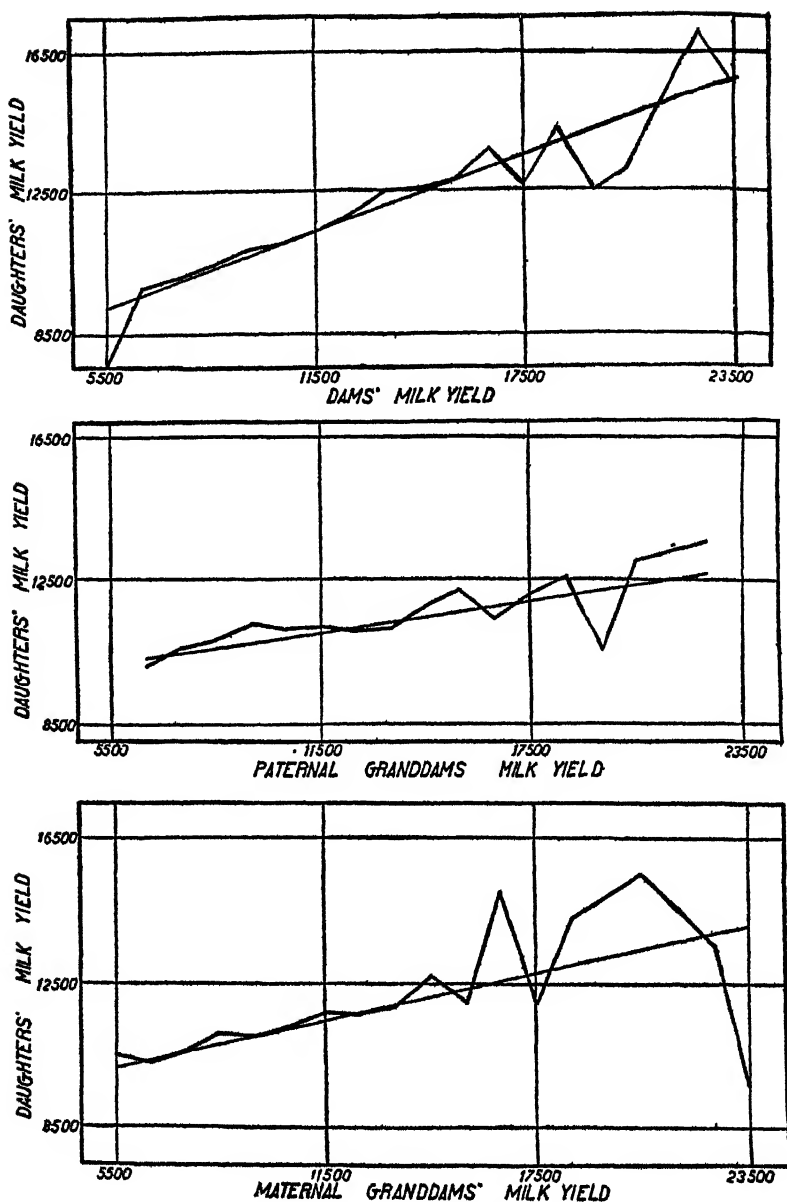 DAUGHTERS' MILK YIELD
16500
12500
8500
5500 11500 17500 23500
DAMS' MILK YIELD
DAUGHTERS' MILK YIELD
16500
12500
8500
5500 11500 17500 23500
PATERNAL GRANDDAMS MILK YIELD
DAUGHTERS' MILK YIELD
16500
12500
8500
5500 11500 17500 23500
MATERNAL GRANDDAMS' MILK YIELD